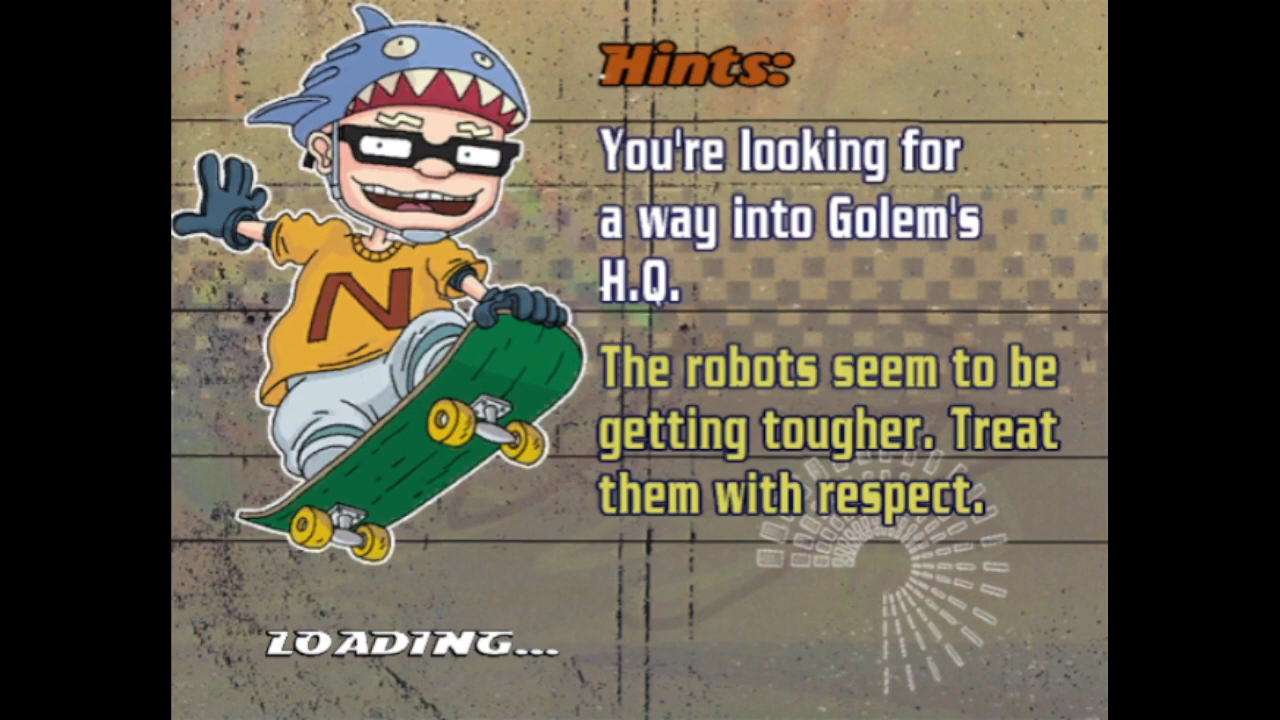 Hints:
You're looking for
a way into Golem's
H.Q.
The robots seem to be
getting tougher. Treat
them with respect.
N
LOADING...